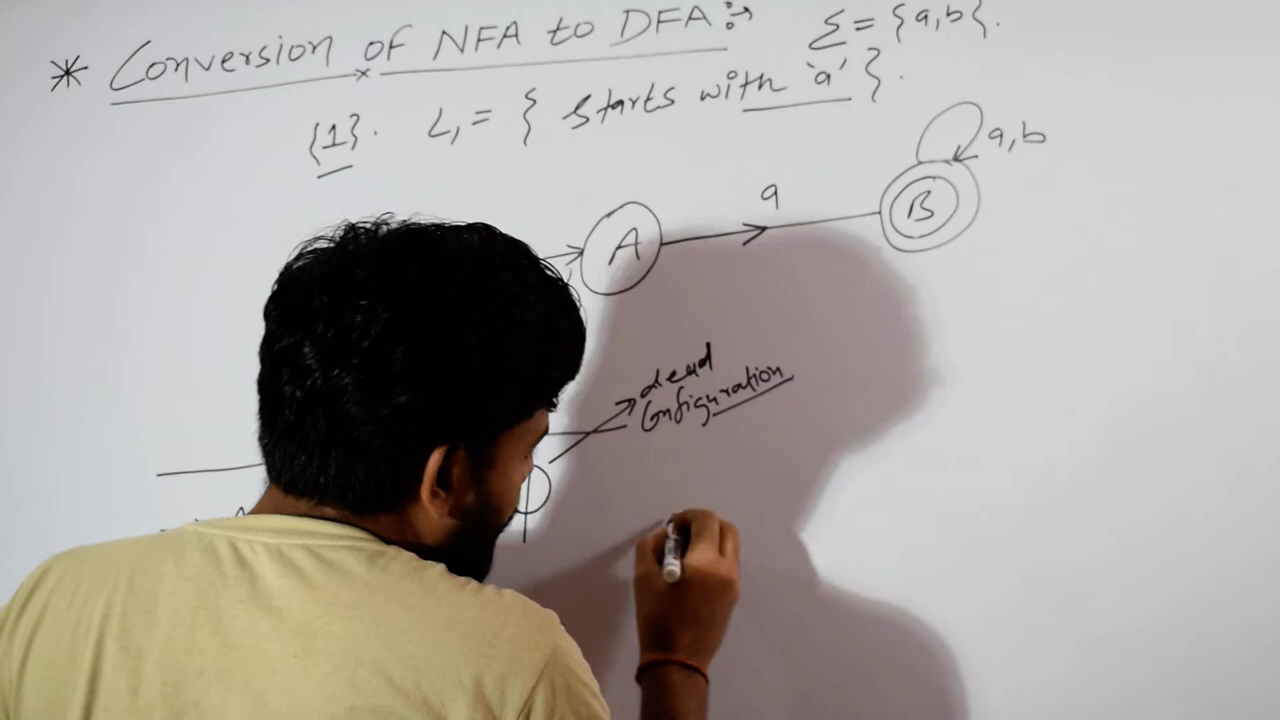 * Conversion of NFA to DFA :→ Σ = {a,b}.
{1}. L₁ = { starts with 'a' }.
a,b
a
A B
dead
Configuration
ϕ